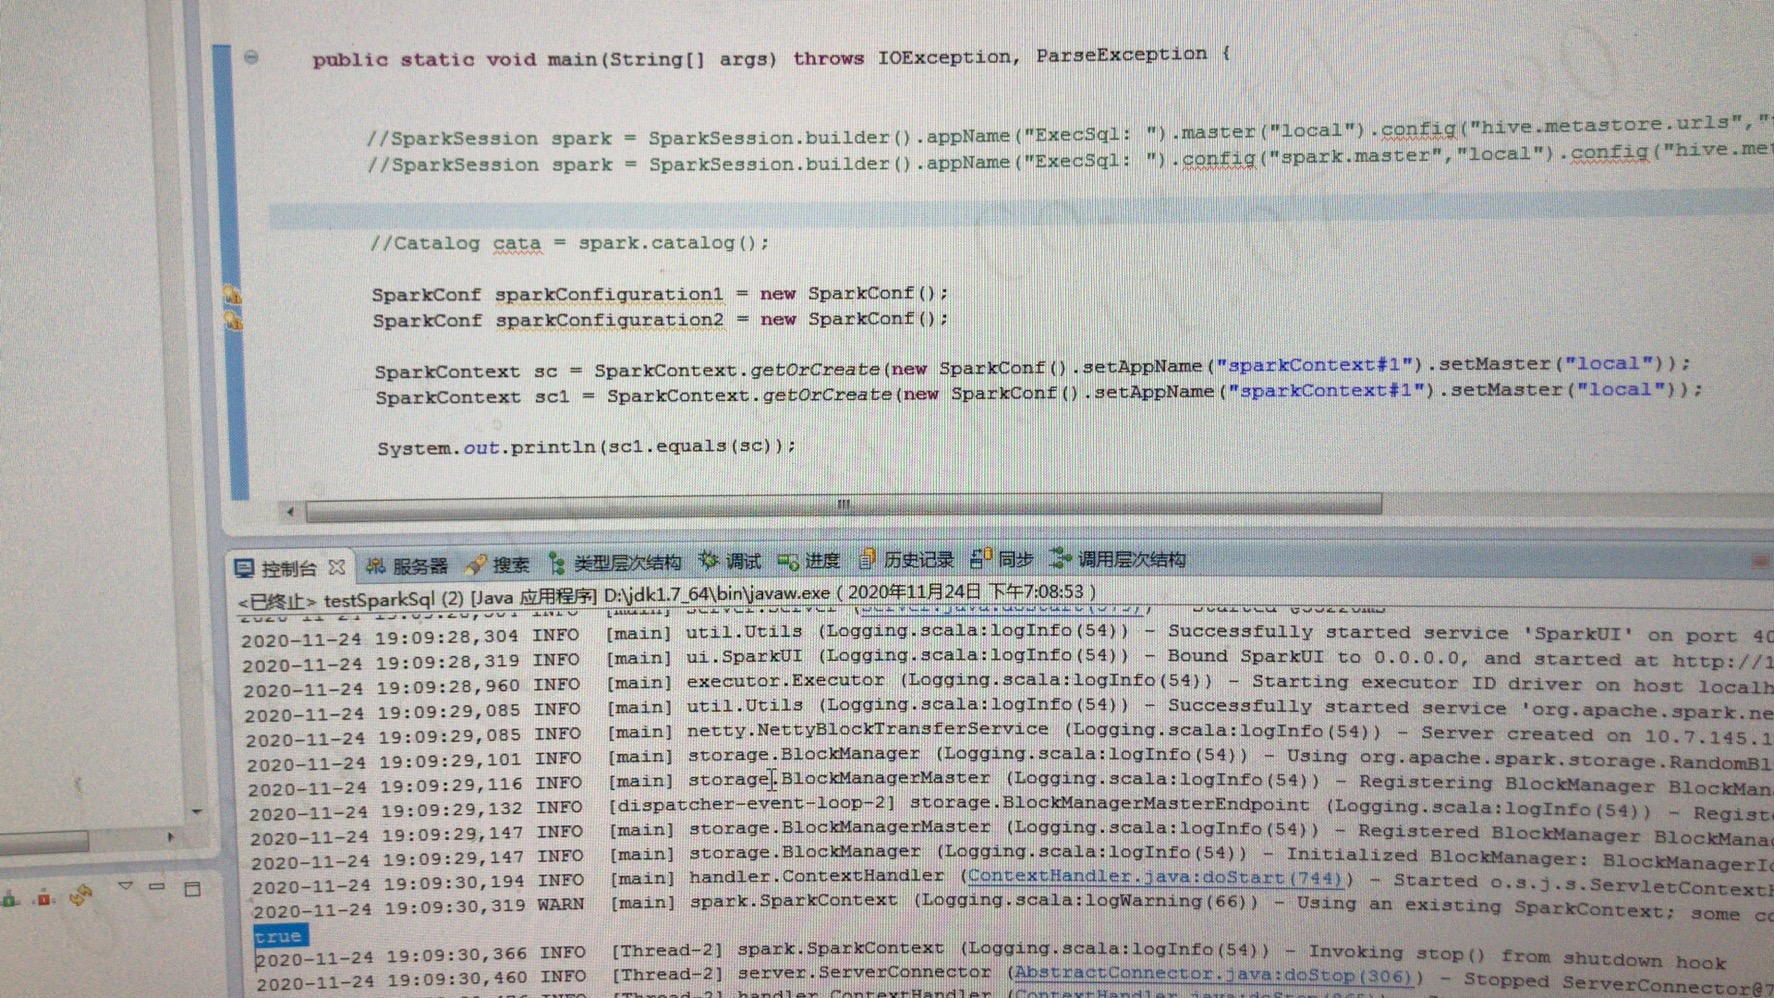 public static void main(String[] args) throws IOException, ParseException {
//SparkSession spark = SparkSession.builder().appName("ExecSql: ").master("local").config("hive.metastore.urls","
//SparkSession spark = SparkSession.builder().appName("ExecSql: ").config("spark.master","local").config("hive.met
//Catalog cata = spark.catalog();
SparkConf sparkConfiguration1 = new SparkConf();
SparkConf sparkConfiguration2 = new SparkConf();
SparkContext sc = SparkContext.getOrCreate(new SparkConf().setAppName("sparkContext#1").setMaster("local"));
SparkContext sc1 = SparkContext.getOrCreate(new SparkConf().setAppName("sparkContext#1").setMaster("local"));
System.out.println(sc1.equals(sc));
控制台 服务器 搜索 类型层次结构 调试 进度 历史记录 同步 调用层次结构
<已终止> testSparkSql (2) [Java 应用程序] D:\jdk1.7_64\bin\javaw.exe ( 2020年11月24日 下午7:08:53 )
2020-11-24 19:09:28,304 INFO [main] util.Utils (Logging.scala:logInfo(54)) - Successfully started service 'SparkUI' on port 40
2020-11-24 19:09:28,319 INFO [main] ui.SparkUI (Logging.scala:logInfo(54)) - Bound SparkUI to 0.0.0.0, and started at http://1
2020-11-24 19:09:28,960 INFO [main] executor.Executor (Logging.scala:logInfo(54)) - Starting executor ID driver on host localh
2020-11-24 19:09:29,085 INFO [main] util.Utils (Logging.scala:logInfo(54)) - Successfully started service 'org.apache.spark.ne
2020-11-24 19:09:29,085 INFO [main] netty.NettyBlockTransferService (Logging.scala:logInfo(54)) - Server created on 10.7.145.1
2020-11-24 19:09:29,101 INFO [main] storage.BlockManager (Logging.scala:logInfo(54)) - Using org.apache.spark.storage.RandomBl
2020-11-24 19:09:29,116 INFO [main] storage.BlockManagerMaster (Logging.scala:logInfo(54)) - Registering BlockManager BlockMan
2020-11-24 19:09:29,132 INFO [dispatcher-event-loop-2] storage.BlockManagerMasterEndpoint (Logging.scala:logInfo(54)) - Regist
2020-11-24 19:09:29,147 INFO [main] storage.BlockManagerMaster (Logging.scala:logInfo(54)) - Registered BlockManager BlockMana
2020-11-24 19:09:29,147 INFO [main] storage.BlockManager (Logging.scala:logInfo(54)) - Initialized BlockManager: BlockManagerId
2020-11-24 19:09:30,194 INFO [main] handler.ContextHandler (ContextHandler.java:doStart(744)) - Started o.s.j.s.ServletContextH
2020-11-24 19:09:30,319 WARN [main] spark.SparkContext (Logging.scala:logWarning(66)) - Using an existing SparkContext; some co
true
2020-11-24 19:09:30,366 INFO [Thread-2] spark.SparkContext (Logging.scala:logInfo(54)) - Invoking stop() from shutdown hook
2020-11-24 19:09:30,460 INFO [Thread-2] server.ServerConnector (AbstractConnector.java:doStop(306)) - Stopped ServerConnector@7